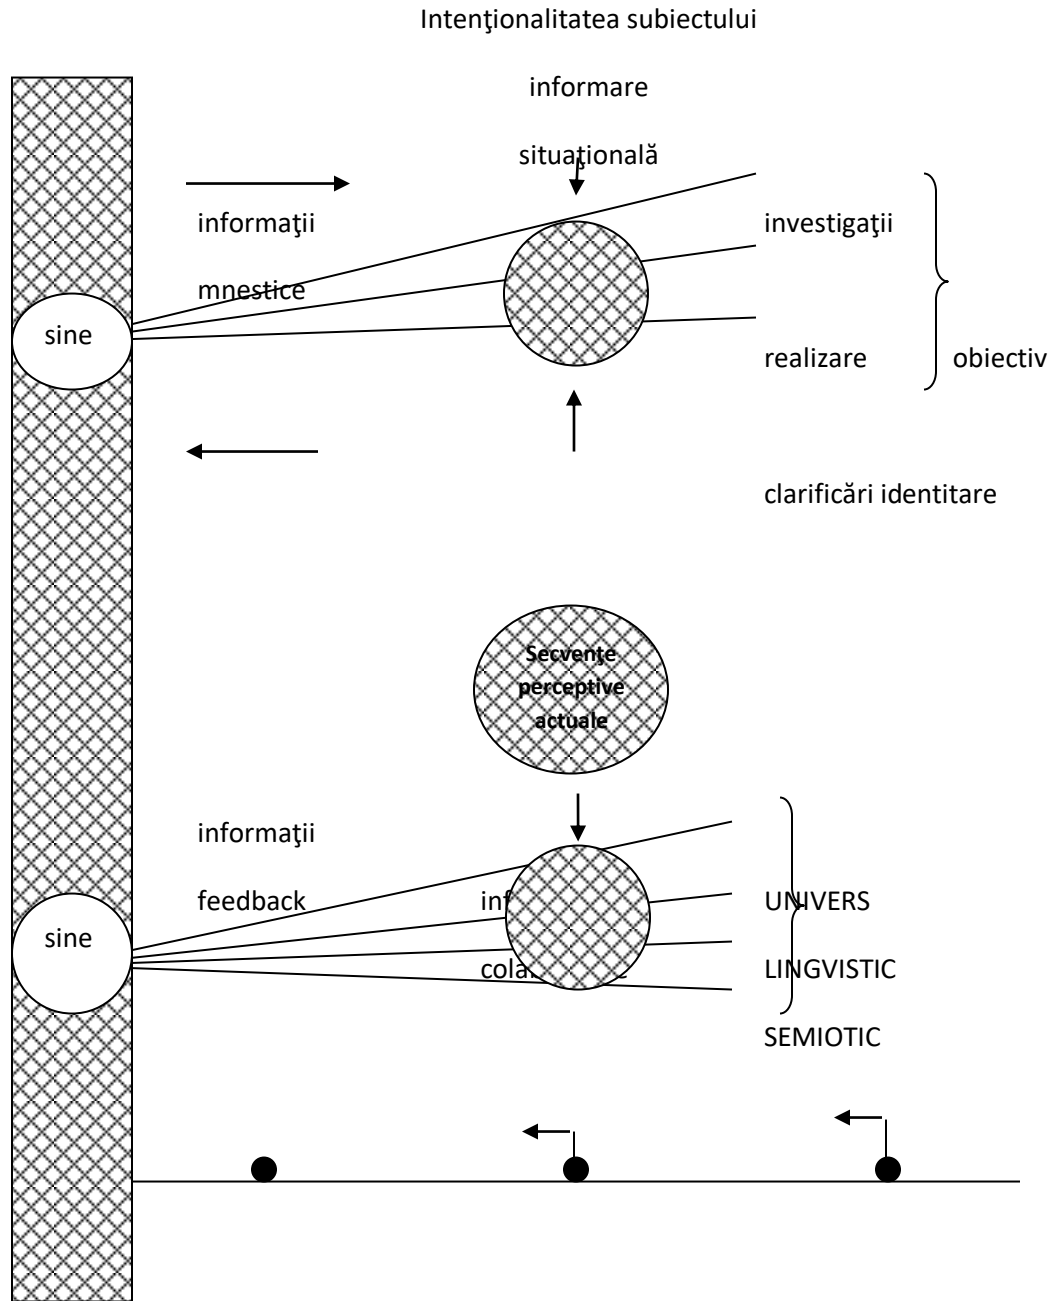 Intenţionalitatea subiectului
informare
situaţională
informaţii
investigaţii
mnestice
sine
realizare
obiectiv
clarificări identitare
Secvenţe
perceptive
actuale
informaţii
feedback
UNIVERS
sine
LINGVISTIC
SEMIOTIC